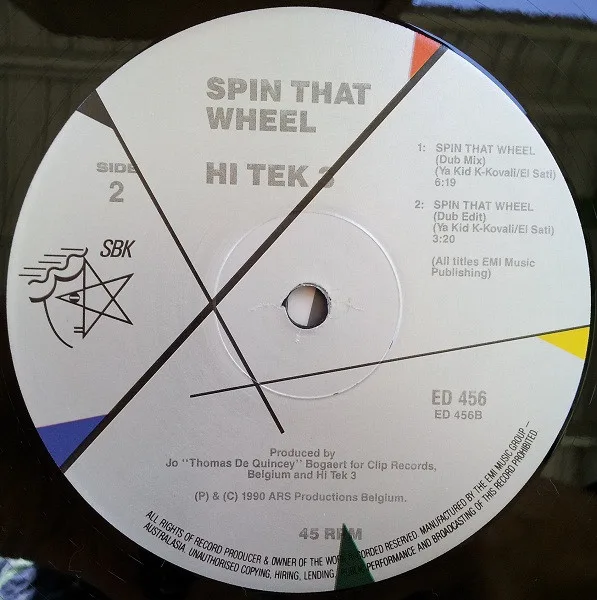 SPIN THAT
WHEEL
HI TEK 3
SIDE
2
SBK
1: SPIN THAT WHEEL
(Dub Mix)
(Ya Kid K-Kovali/El Sati)
6:19
2: SPIN THAT WHEEL
(Dub Edit)
(Ya Kid K-Kovali/El Sati)
3:20
(All titles EMI Music
Publishing)
ED 456
ED 456B
Produced by
Jo "Thomas De Quincey" Bogaert for Clip Records,
Belgium and Hi Tek 3
(P) & (C) 1990 ARS Productions Belgium.
45 RPM
ALL RIGHTS OF RECORD PRODUCER & OWNER OF THE WORK RECORDED RESERVED. MANUFACTURED BY THE EMI MUSIC GROUP –
AUSTRALASIA. UNAUTHORISED COPYING, HIRING, LENDING, PUBLIC PERFORMANCE AND BROADCASTING OF THIS RECORD PROHIBITED